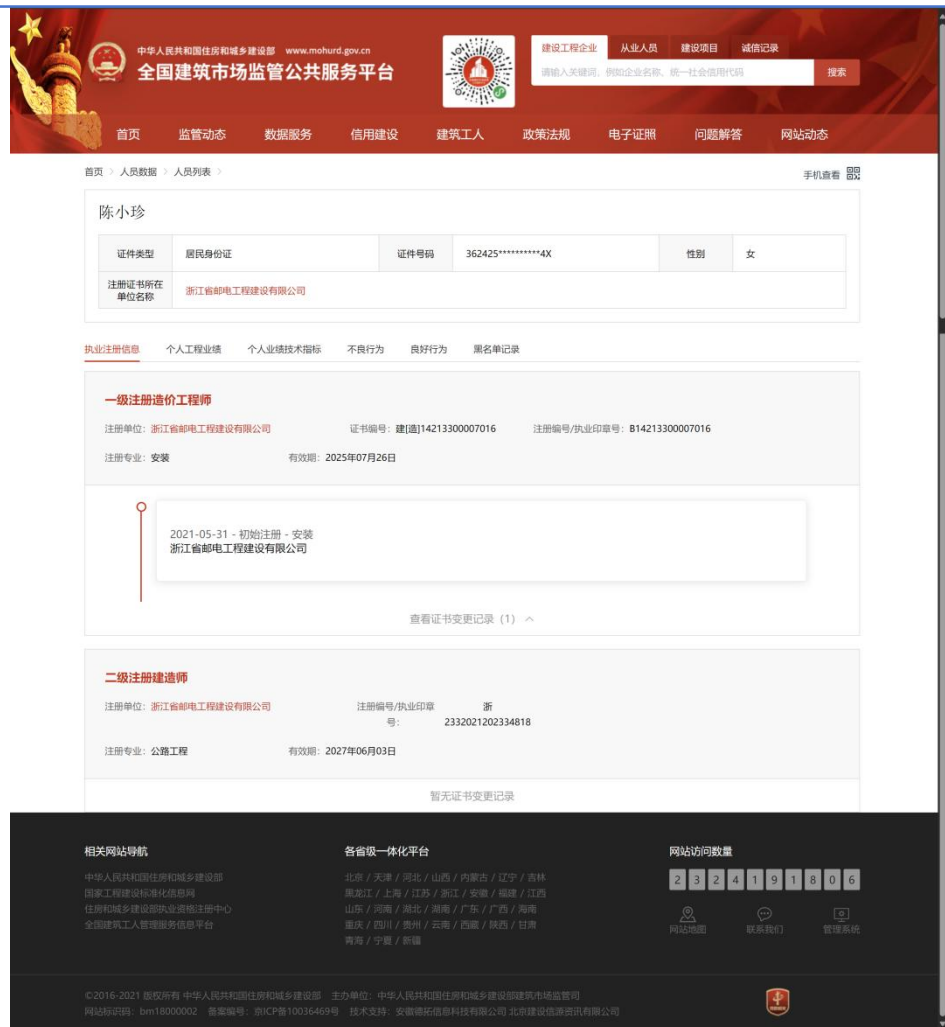 中华人民共和国住房和城乡建设部 www.mohurd.gov.cn
全国建筑市场监管公共服务平台
建设工程企业 从业人员 建设项目 诚信记录
请输入关键词，例如企业名称、统一社会信用代码 搜索
首页 监管动态 数据服务 信用建设 建筑工人 政策法规 电子证照 问题解答 网站动态
首页 > 人员数据 > 人员列表 >
手机查看
陈小珍
证件类型 居民身份证 证件号码 362425**********4X 性别 女
注册证书所在
单位名称
浙江省邮电工程建设有限公司
执业注册信息 个人工程业绩 个人业绩技术指标 不良行为 良好行为 黑名单记录
一级注册造价工程师
注册单位：浙江省邮电工程建设有限公司 证书编号：建[造]14213300007016 注册编号/执业印章号：B14213300007016
注册专业：安装 有效期：2025年07月26日
2021-05-31 - 初始注册 - 安装
浙江省邮电工程建设有限公司
查看证书变更记录（1）
二级注册建造师
注册单位：浙江省邮电工程建设有限公司 注册编号/执业印章号： 浙2332021202334818
注册专业：公路工程 有效期：2027年06月03日
暂无证书变更记录
相关网站导航
中华人民共和国住房和城乡建设部
国家工程建设标准化信息网
住房和城乡建设部执业资格注册中心
全国建筑工人管理服务信息平台
各省级一体化平台
北京 / 天津 / 河北 / 山西 / 内蒙古 / 辽宁 / 吉林
黑龙江 / 上海 / 江苏 / 浙江 / 安徽 / 福建 / 江西
山东 / 河南 / 湖北 / 湖南 / 广东 / 广西 / 海南
重庆 / 四川 / 贵州 / 云南 / 西藏 / 陕西 / 甘肃
青海 / 宁夏 / 新疆
网站访问数量
2 3 2 4 1 9 1 8 0 6
网站地图 联系我们 管理系统
©2016-2021 版权所有 中华人民共和国住房和城乡建设部 主办单位：中华人民共和国住房和城乡建设部建筑市场监管司
网站标识码：bm18000002 备案编号：京ICP备10036469号 技术支持：安徽德拓信息科技有限公司 北京建设信源资讯有限公司